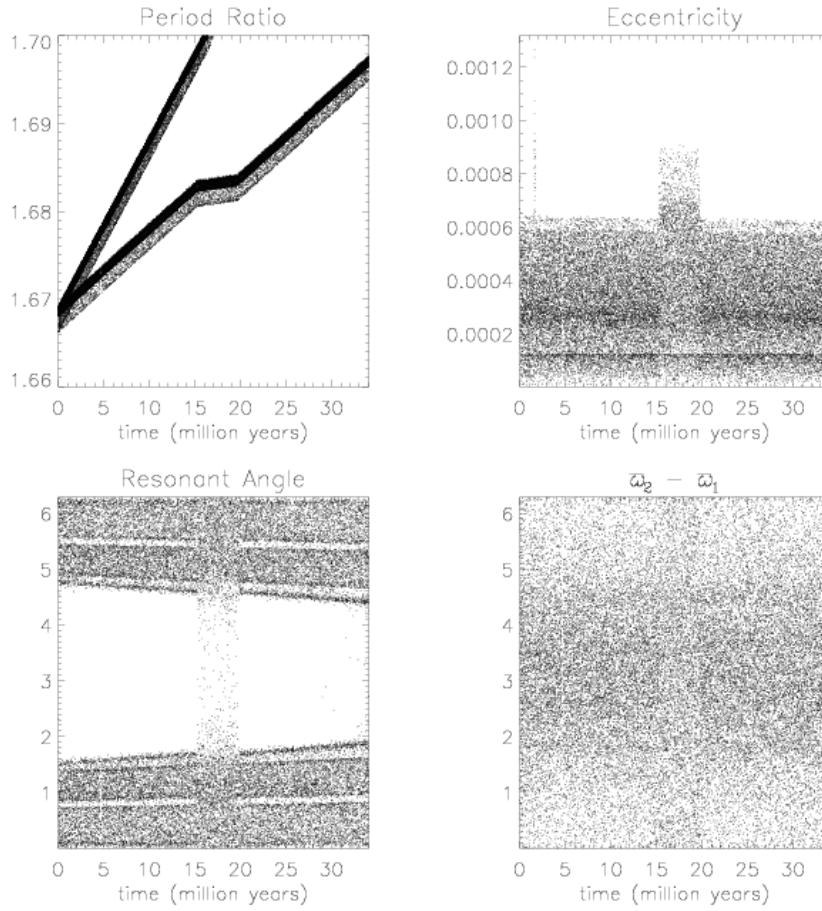 Period Ratio
1.70
1.69
1.68
1.67
1.66
0 5 10 15 20 25 30
time (million years)
Eccentricity
0.0012
0.0010
0.0008
0.0006
0.0004
0.0002
0 5 10 15 20 25 30
time (million years)
Resonant Angle
6
5
4
3
2
1
0 5 10 15 20 25 30
time (million years)
ϖ₂ − ϖ₁
6
5
4
3
2
1
0 5 10 15 20 25 30
time (million years)